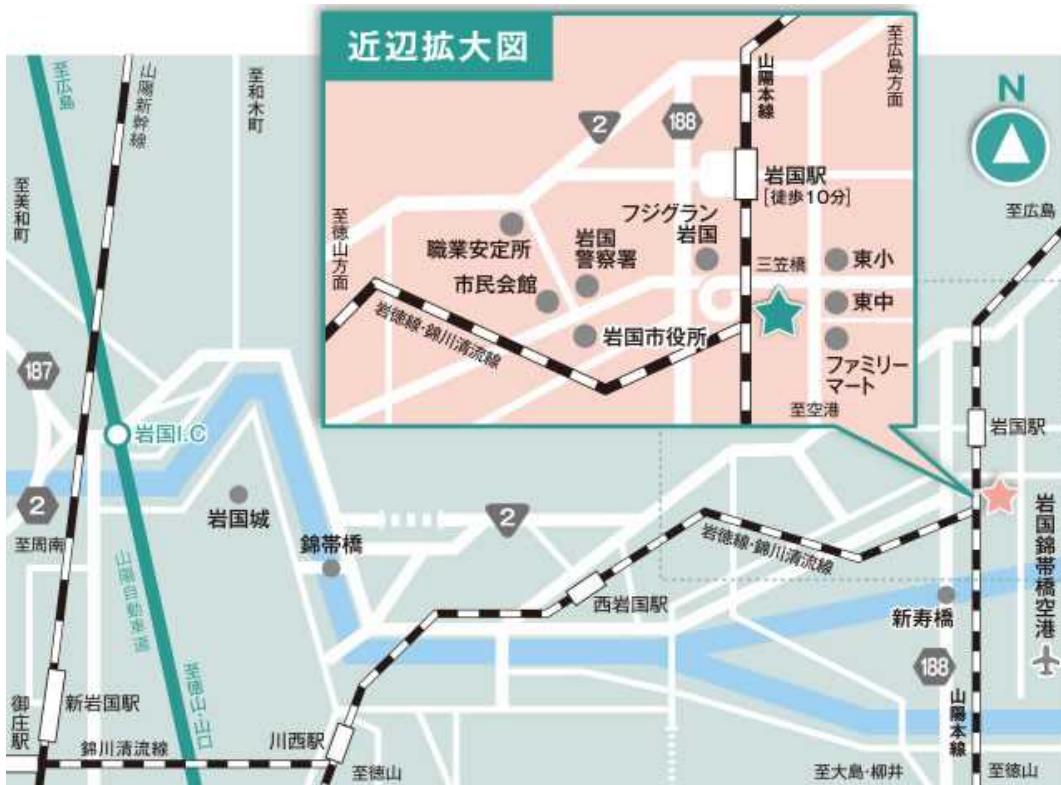 近辺拡大図
2
188
山陽本線
至広島方面
岩国駅
[徒歩10分]
フジグラン
岩国
至徳山方面
職業安定所
岩国
警察署
市民会館
三笠橋
東小
東中
岩徳線・錦川清流線
岩国市役所
ファミリー
マート
至空港
N
至広島
山陽新幹線
至和木町
至美和町
至広島
187
岩国I.C
2
至周南
岩国城
錦帯橋
2
岩徳線・錦川清流線
岩国駅
岩国錦帯橋空港
西岩国駅
新寿橋
山陽自動車道
188
山陽本線
至徳山・山口
御庄駅
新岩国駅
錦川清流線
川西駅
至徳山
至大島・柳井
至徳山